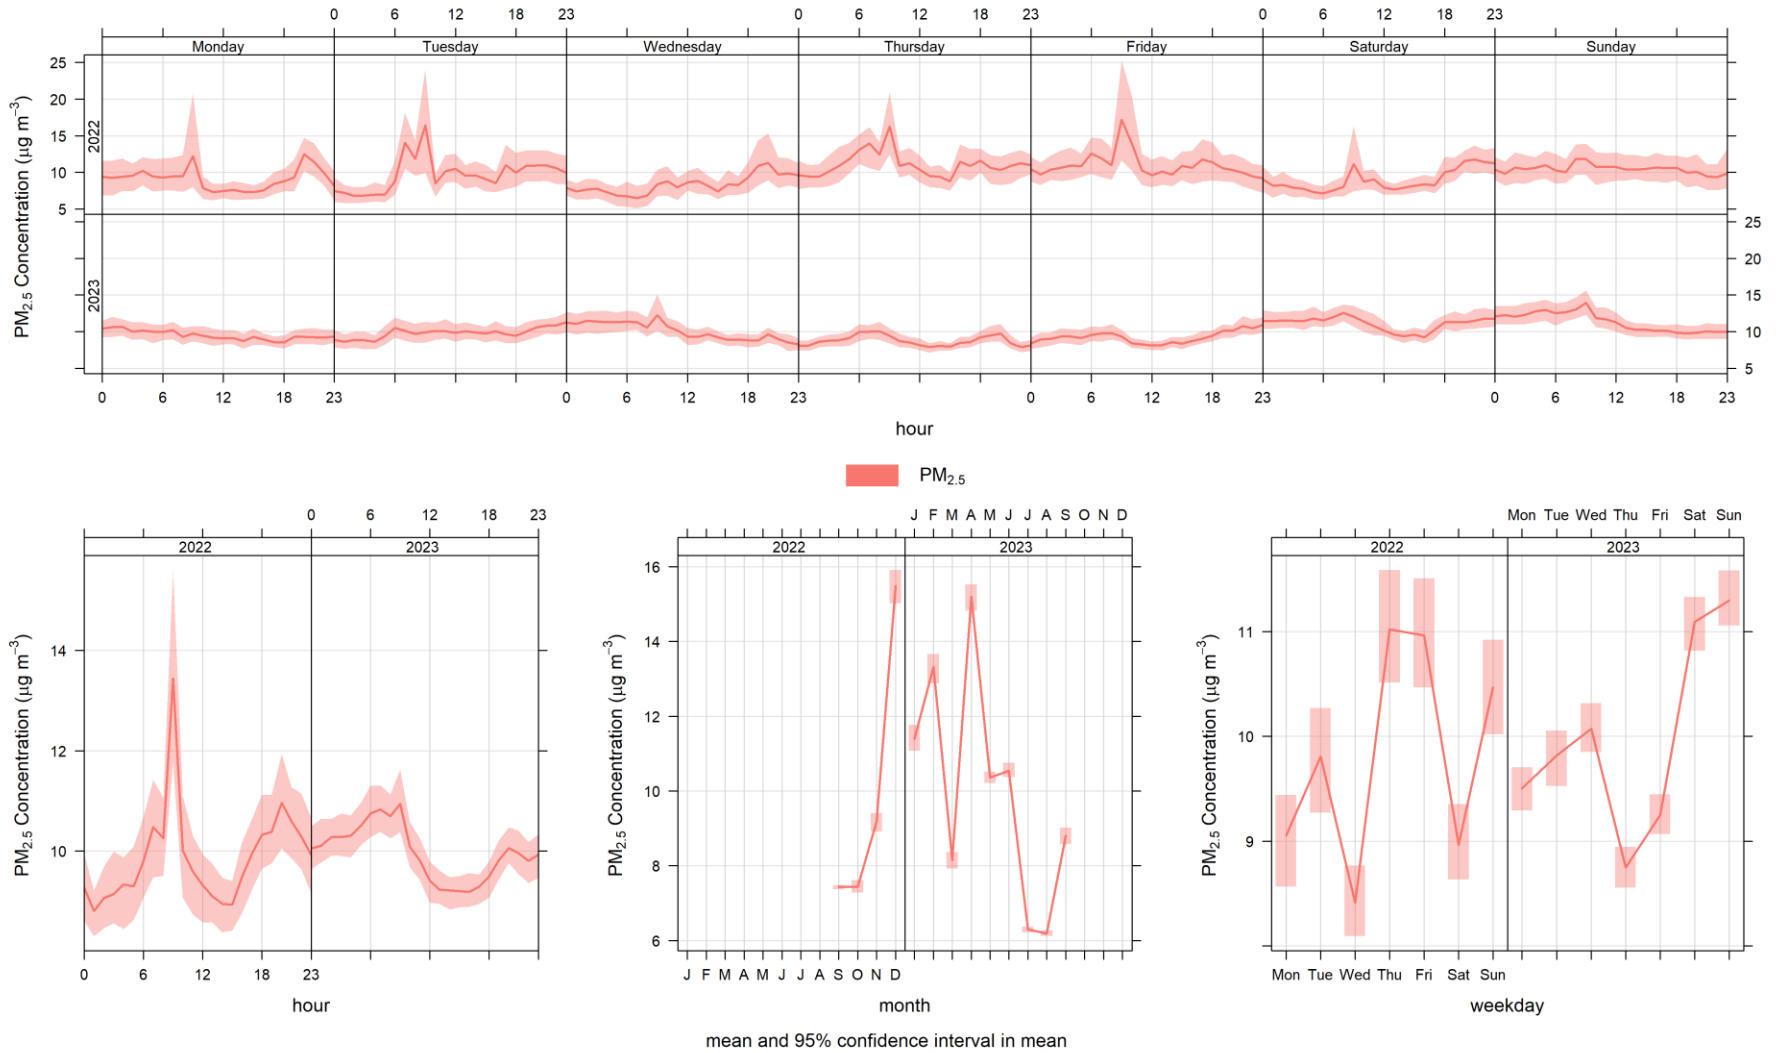 0 6 12 18 23 0 6 12 18 23 0 6 12 18 23
Monday Tuesday Wednesday Thursday Friday Saturday Sunday
PM2.5 Concentration (μg m−3)
2022
25
20
15
10
5
2023
25
20
15
10
5
0 6 12 18 23 0 6 12 18 23 0 6 12 18 23 0 6 12 18 23
hour
PM2.5
0 6 12 18 23
2022 2023
PM2.5 Concentration (μg m−3)
14
12
10
0 6 12 18 23
hour
J F M A M J J A S O N D
2022 2023
PM2.5 Concentration (μg m−3)
16
14
12
10
8
6
J F M A M J J A S O N D
month
Mon Tue Wed Thu Fri Sat Sun
2022 2023
PM2.5 Concentration (μg m−3)
11
10
9
Mon Tue Wed Thu Fri Sat Sun
weekday
mean and 95% confidence interval in mean